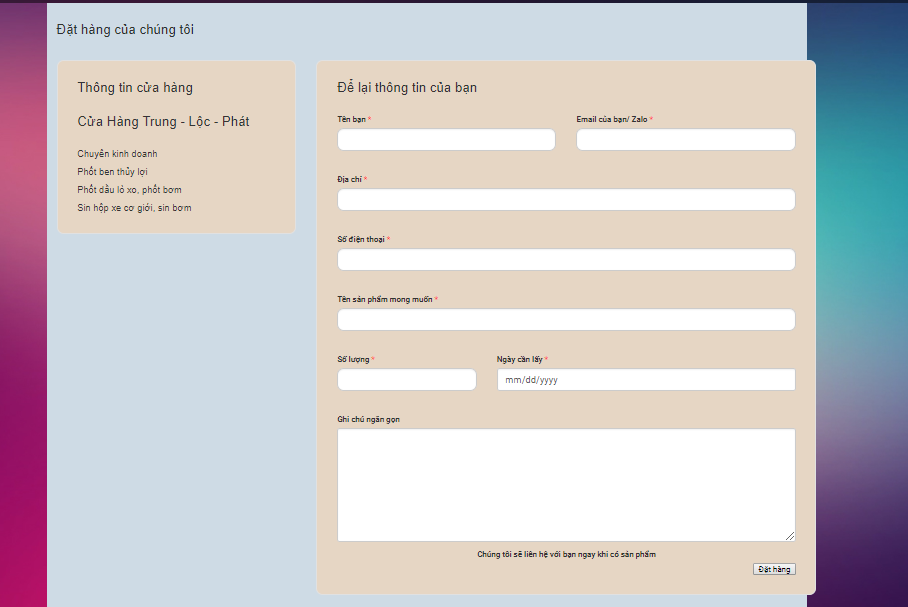 Đặt hàng của chúng tôi
Thông tin cửa hàng
Cửa Hàng Trung - Lộc - Phát
Chuyên kinh doanh
Phốt ben thủy lợi
Phốt dầu lò xo, phốt bơm
Sin hộp xe cơ giới, sin bơm
Để lại thông tin của bạn
Tên bạn *
Email của bạn/ Zalo *
Địa chỉ *
Số điện thoại *
Tên sản phẩm mong muốn *
Số lượng *
Ngày cần lấy *
mm/dd/yyyy
Ghi chú ngắn gọn
Chúng tôi sẽ liên hệ với bạn ngay khi có sản phẩm
Đặt hàng